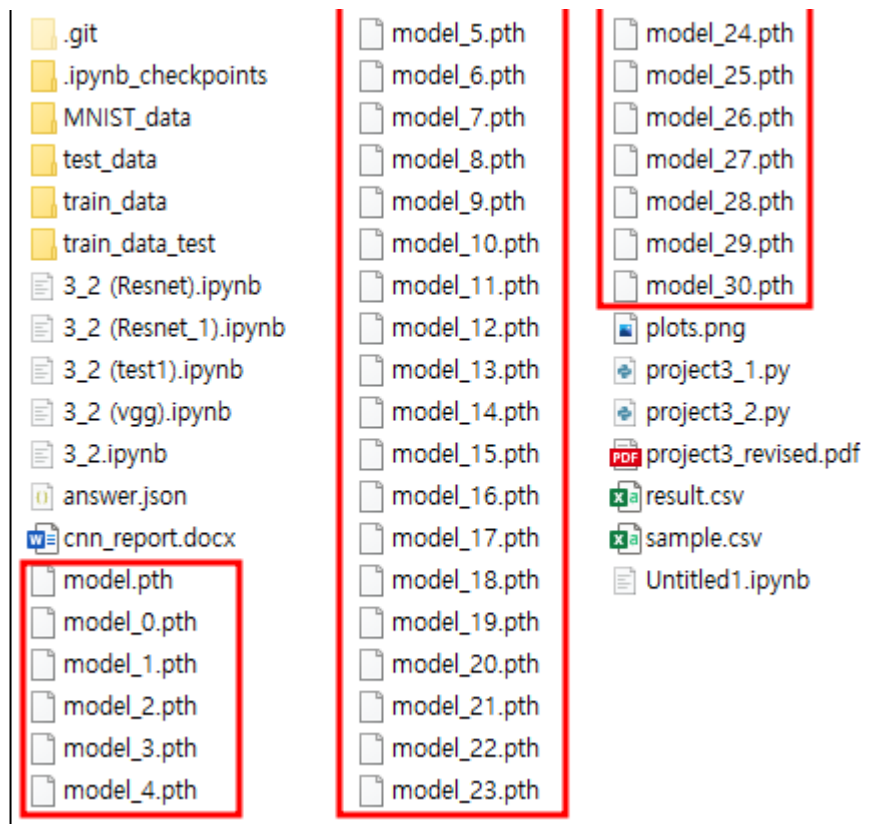 .git
.ipynb_checkpoints
MNIST_data
test_data
train_data
train_data_test
3_2 (Resnet).ipynb
3_2 (Resnet_1).ipynb
3_2 (test1).ipynb
3_2 (vgg).ipynb
3_2.ipynb
answer.json
cnn_report.docx
model.pth
model_0.pth
model_1.pth
model_2.pth
model_3.pth
model_4.pth
model_5.pth
model_6.pth
model_7.pth
model_8.pth
model_9.pth
model_10.pth
model_11.pth
model_12.pth
model_13.pth
model_14.pth
model_15.pth
model_16.pth
model_17.pth
model_18.pth
model_19.pth
model_20.pth
model_21.pth
model_22.pth
model_23.pth
model_24.pth
model_25.pth
model_26.pth
model_27.pth
model_28.pth
model_29.pth
model_30.pth
plots.png
project3_1.py
project3_2.py
PDF project3_revised.pdf
result.csv
sample.csv
Untitled1.ipynb